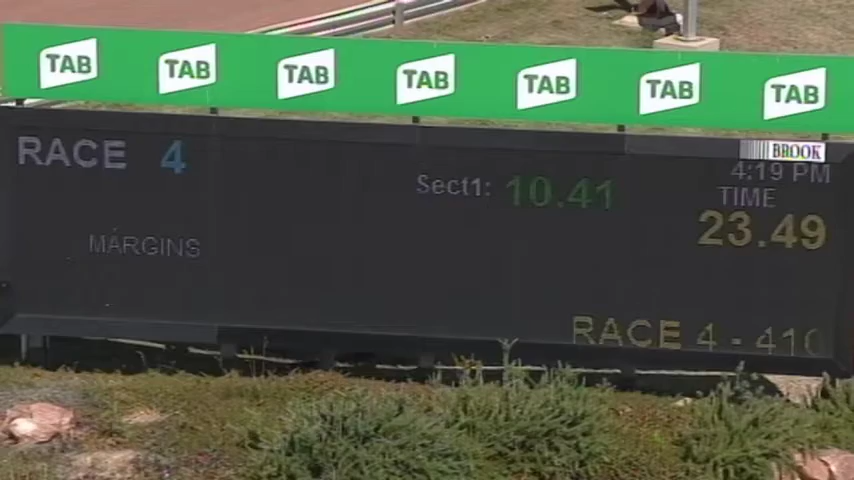 TAB TAB TAB TAB TAB TAB TAB
BROOK
RACE 4
Sect1: 10.41
4:19 PM
TIME
23.49
MARGINS
RACE 4 - 410